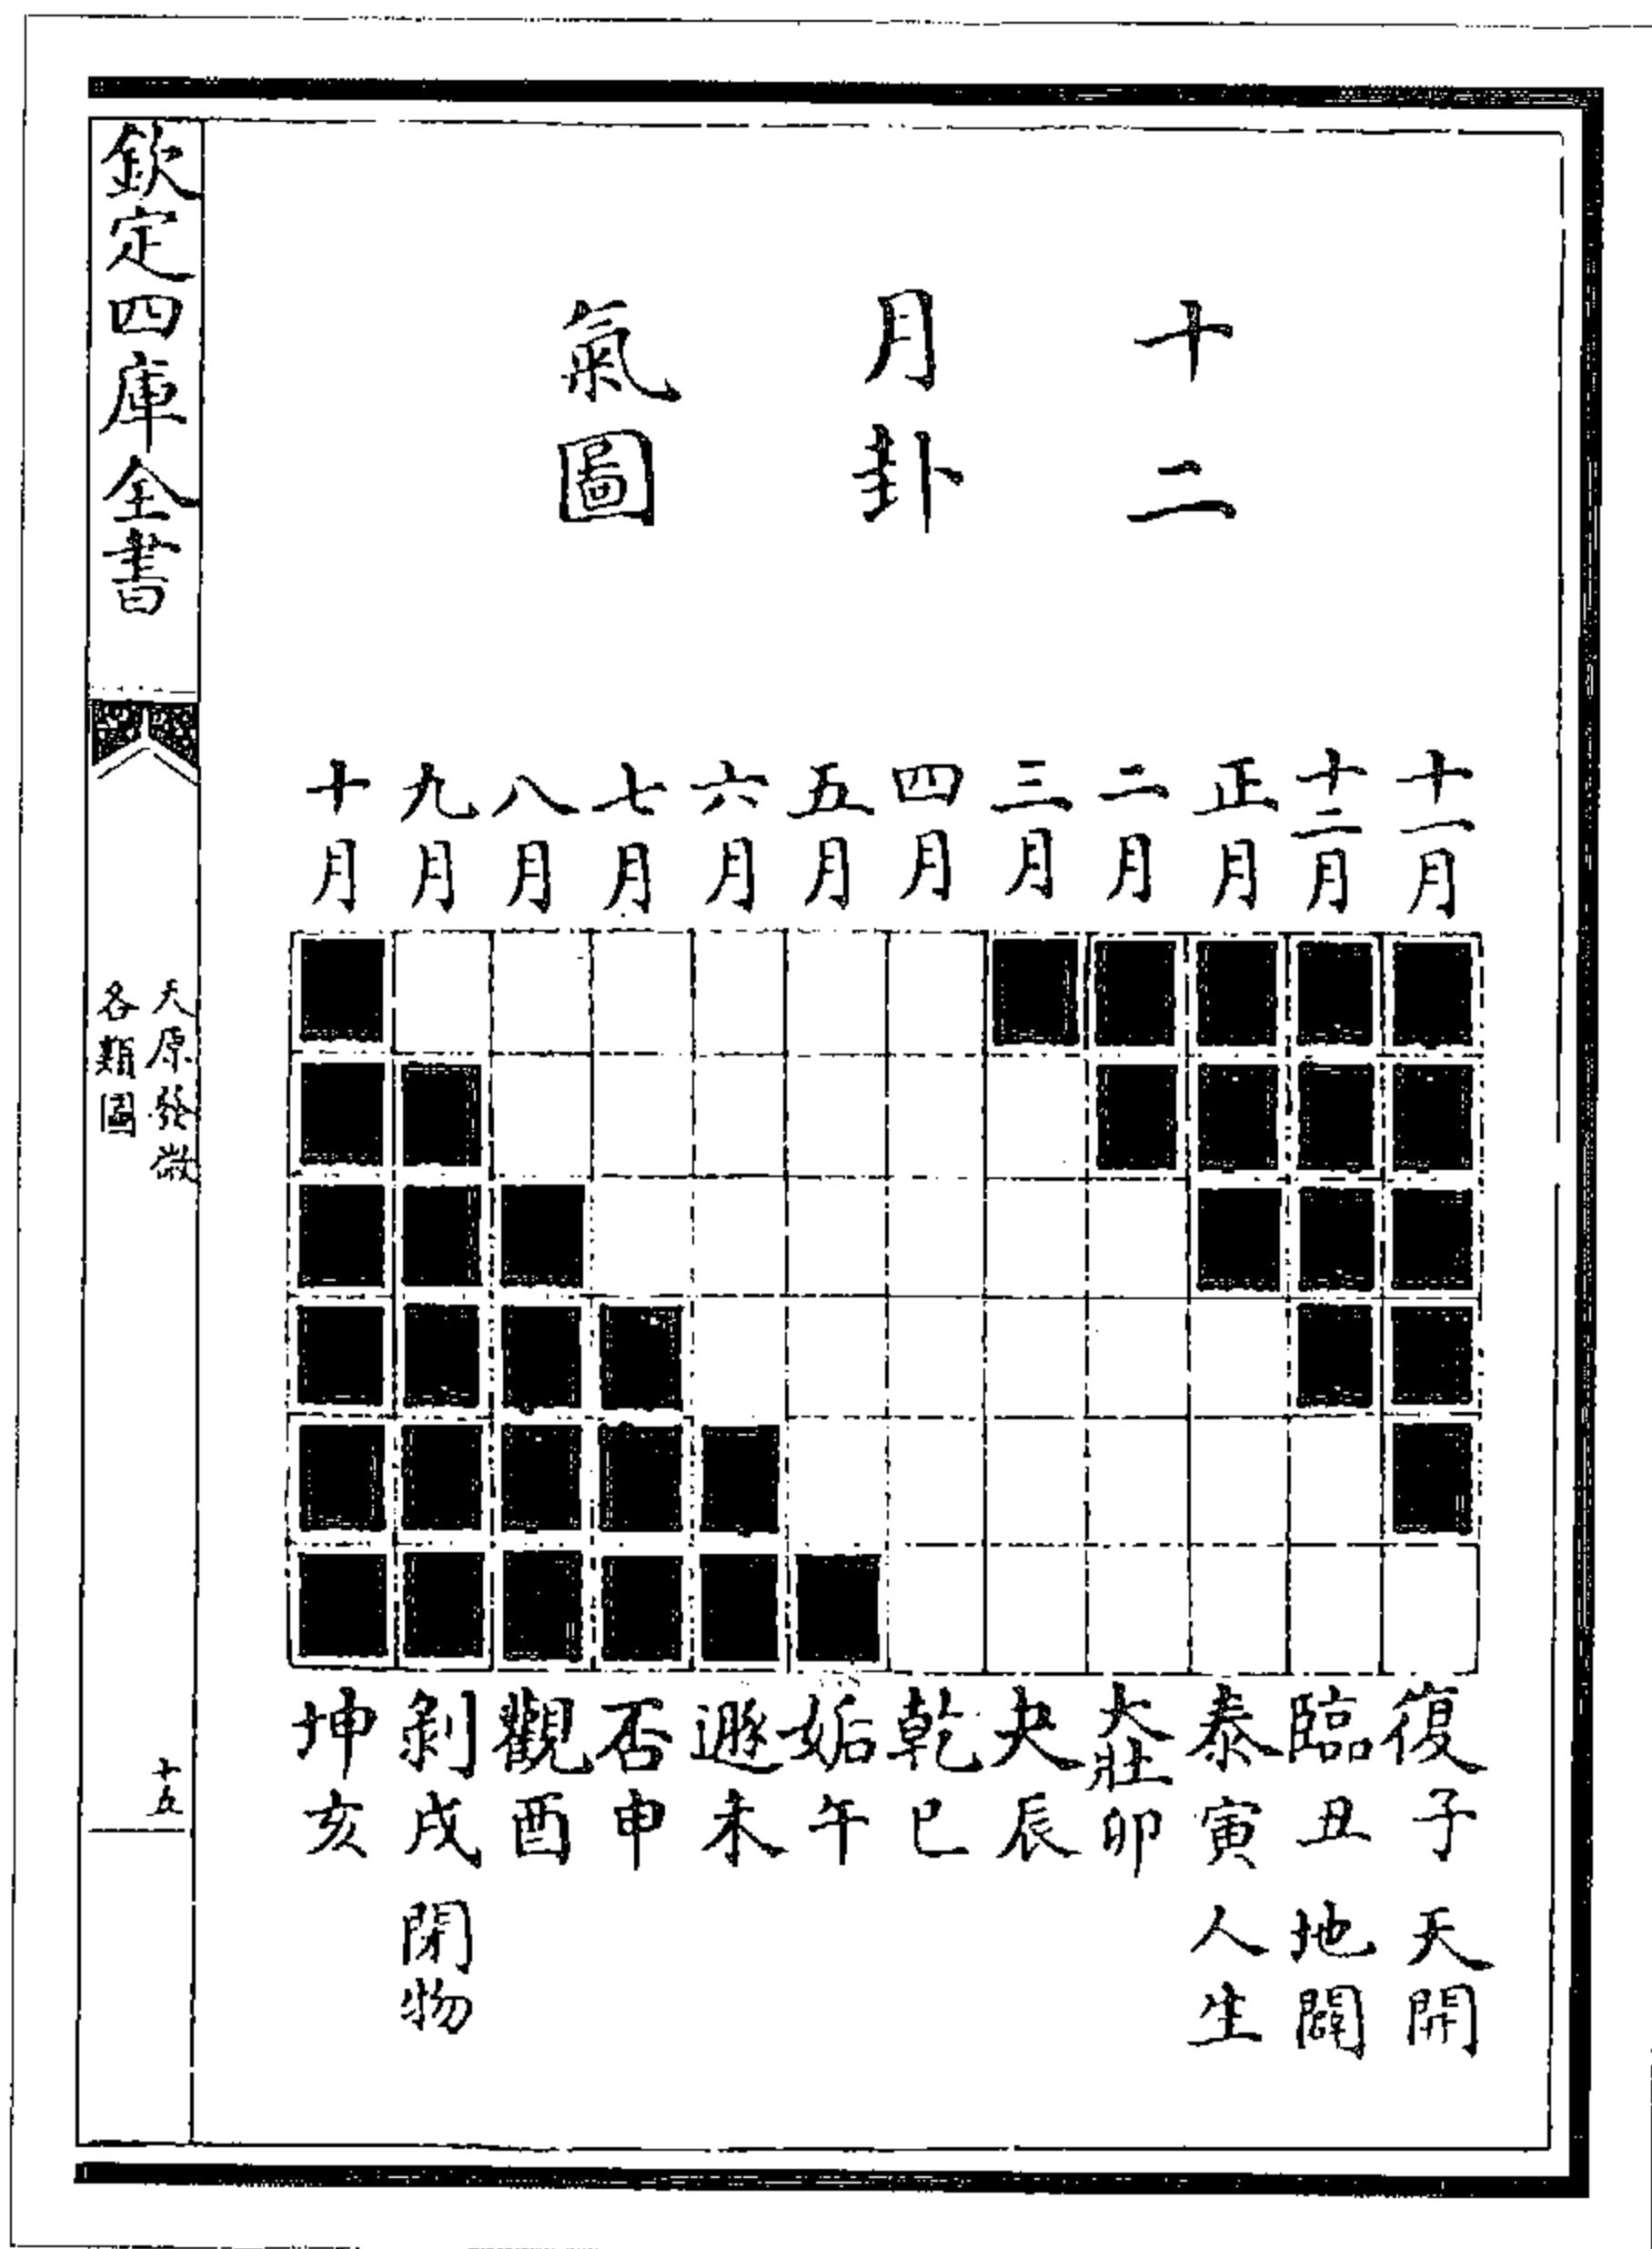 十二
月卦
氣圖
十一月
十二月
正月
二月
三月
四月
五月
六月
七月
八月
九月
十月
復子 天開
臨丑 地闢
泰寅 人生
大壯卯
夬辰
乾巳
姤午
遯未
否申
觀酉
剝戌 閉物
坤亥
欽定四庫全書
天原發微
各類圖
十五